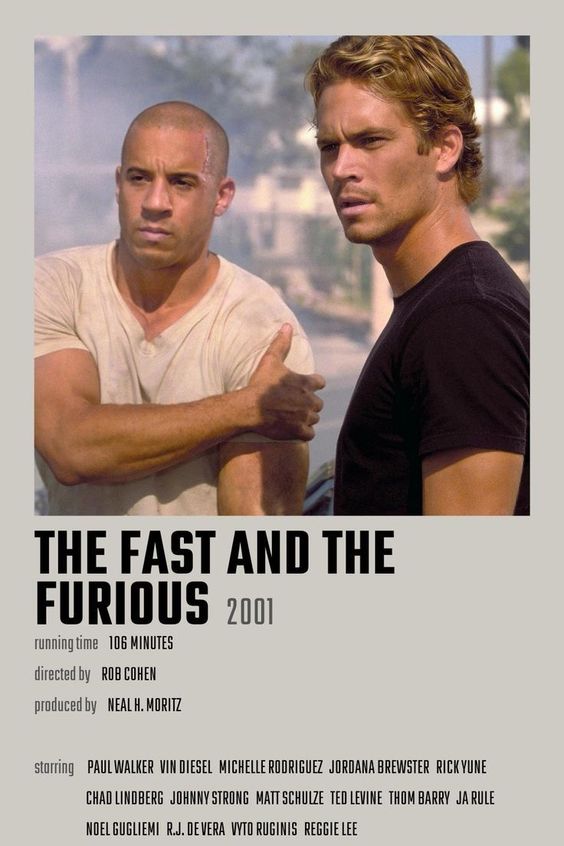 THE FAST AND THE
FURIOUS 2001
running time 106 MINUTES
directed by ROB COHEN
produced by NEAL H. MORITZ
starring PAUL WALKER VIN DIESEL MICHELLE RODRIGUEZ JORDANA BREWSTER RICK YUNE
CHAD LINDBERG JOHNNY STRONG MATT SCHULZE TED LEVINE THOM BARRY JA RULE
NOEL GUGLIEMI R.J. DE VERA VYTO RUGINIS REGGIE LEE